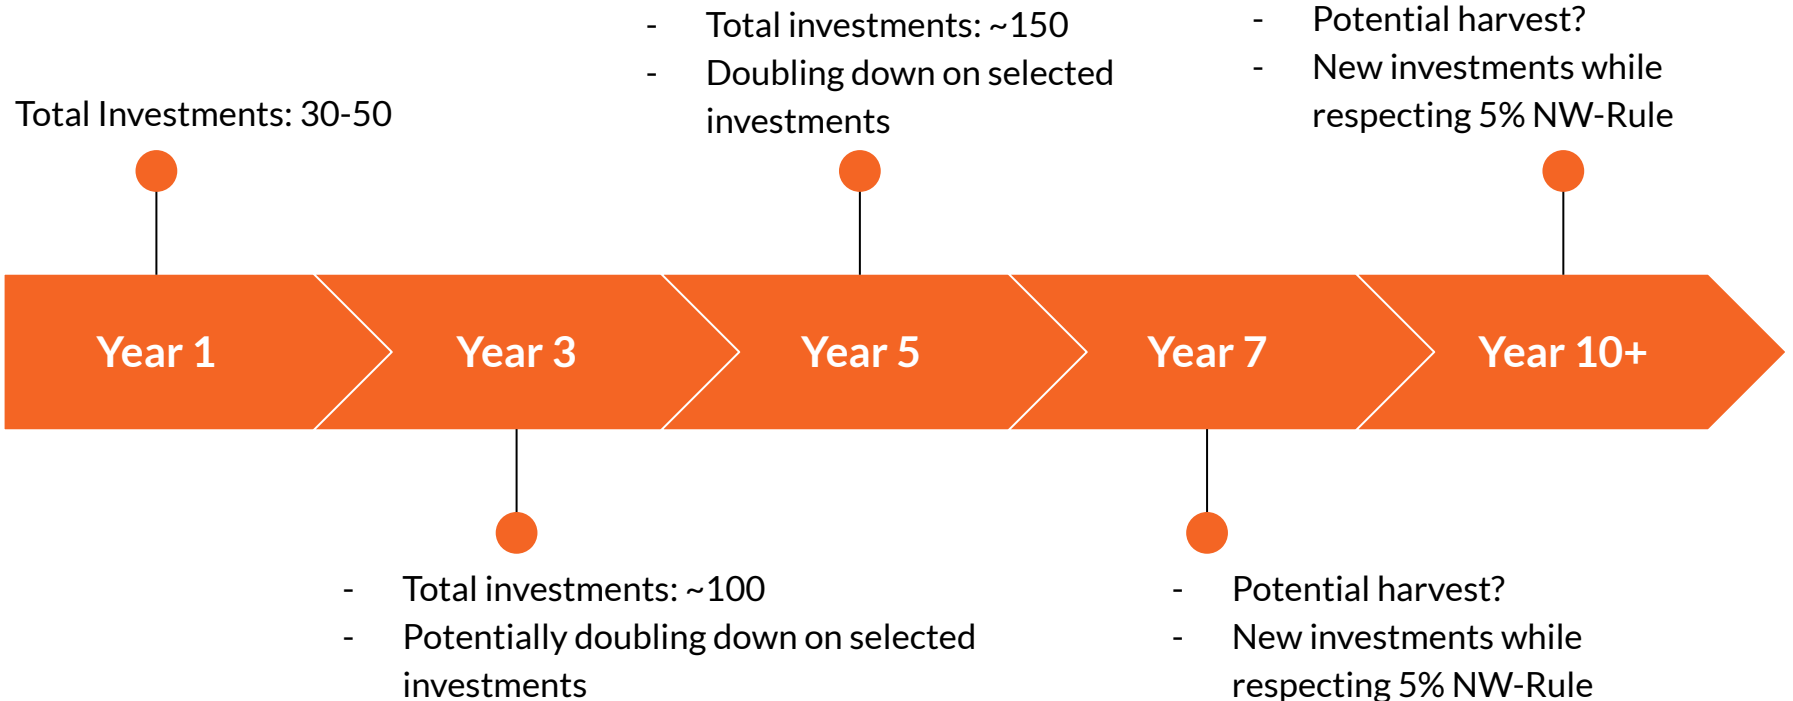 Total Investments: 30-50
- Total investments: ~150
- Doubling down on selected
investments
- Potential harvest?
- New investments while
respecting 5% NW-Rule
Year 1
Year 3
Year 5
Year 7
Year 10+
- Total investments: ~100
- Potentially doubling down on selected
investments
- Potential harvest?
- New investments while
respecting 5% NW-Rule